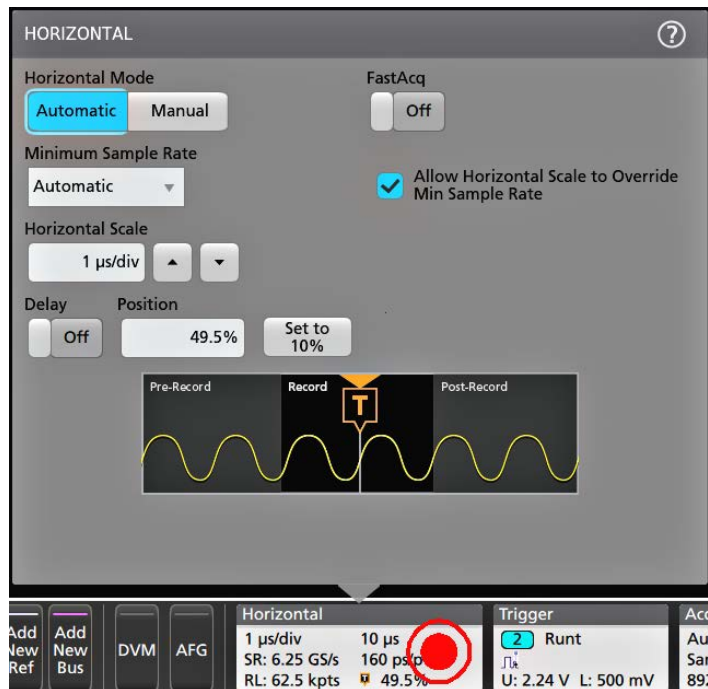 HORIZONTAL
?
Horizontal Mode
FastAcq
Automatic Manual
Off
Minimum Sample Rate
Automatic
Allow Horizontal Scale to Override
Min Sample Rate
Horizontal Scale
1 µs/div
Delay Position
Off 49.5% Set to
10%
Pre-Record Record Post-Record
T
Add
New
Ref
Add
New
Bus
DVM
AFG
Horizontal
1 µs/div 10 µs
SR: 6.25 GS/s 160 ps/p
RL: 62.5 kpts 49.5%
Trigger
2 Runt
U: 2.24 V L: 500 mV